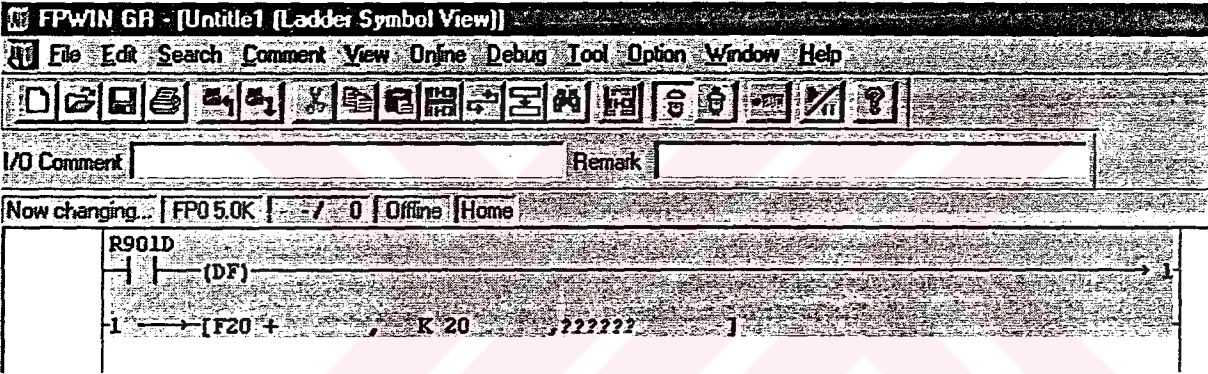 FPWIN GR - [Untitle1 (Ladder Symbol View)]
File Edit Search Comment View Online Debug Tool Option Window Help
I/O Comment Remark
Now changing... FP0 5.0K - / 0 Offline Home
R901D
(DF) 1
1 [F20 + , K 20 ,?????? ]